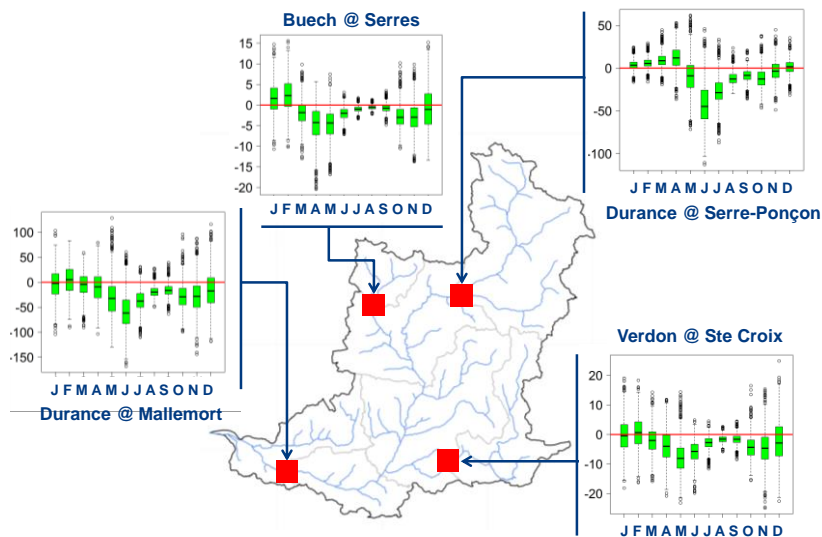 Buech @ Serres
15
10
5
0
-5
-10
-15
-20
J F M A M J J A S O N D
50
0
-50
-100
J F M A M J J A S O N D
Durance @ Serre-Ponçon
100
50
0
-50
-100
-150
J F M A M J J A S O N D
Durance @ Mallemort
Verdon @ Ste Croix
20
10
0
-10
-20
J F M A M J J A S O N D